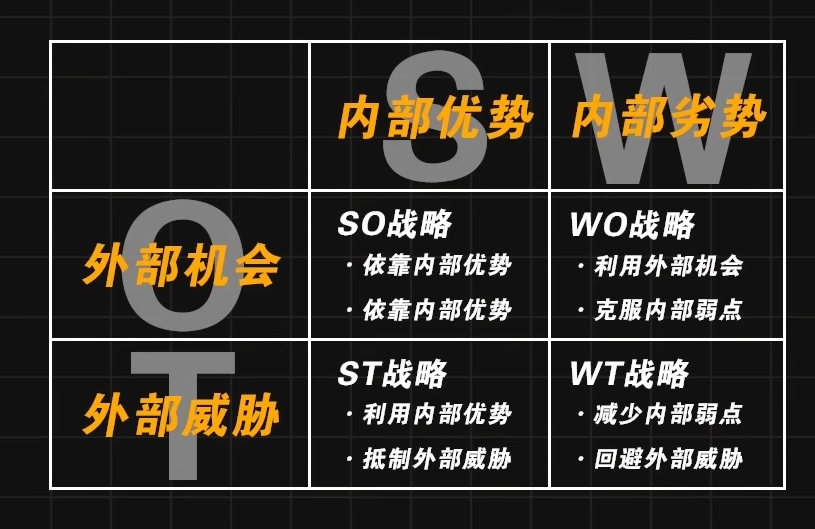 S
内部优势
W
内部劣势
O
外部机会
SO战略
· 依靠内部优势
· 依靠内部优势
WO战略
· 利用外部机会
· 克服内部弱点
T
外部威胁
ST战略
· 利用内部优势
· 抵制外部威胁
WT战略
· 减少内部弱点
· 回避外部威胁